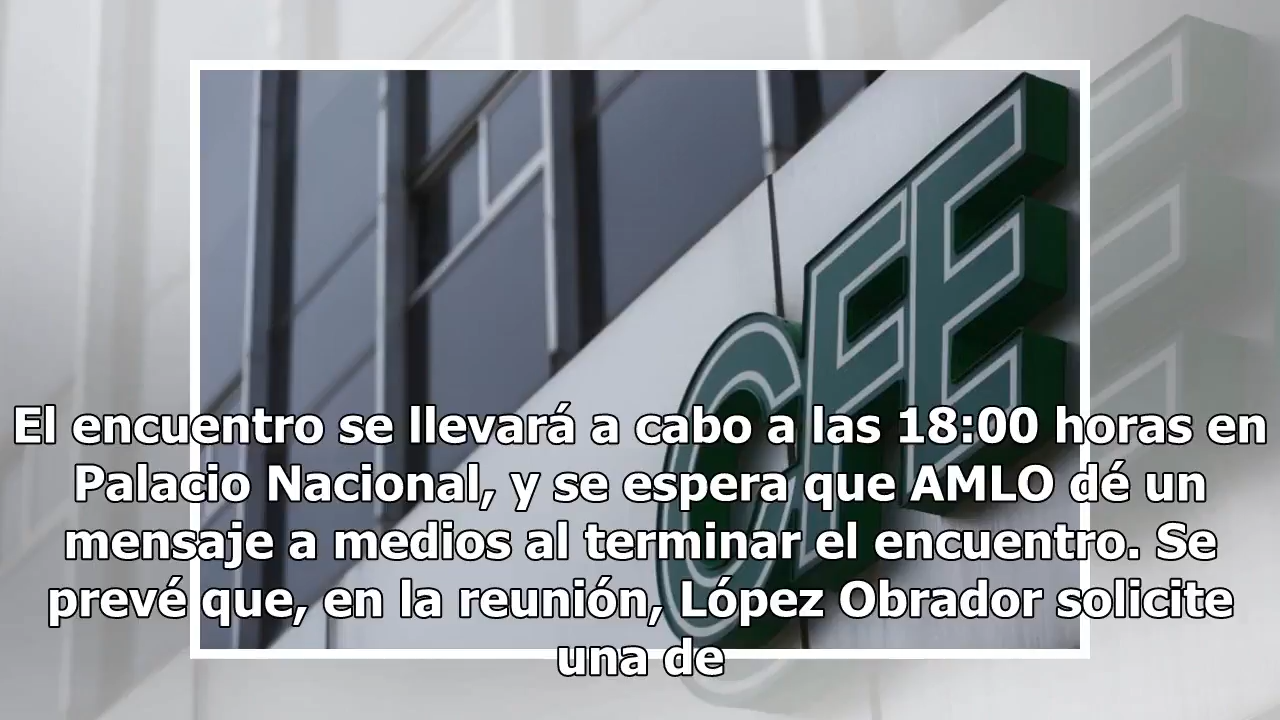 CFE
El encuentro se llevará a cabo a las 18:00 horas en
Palacio Nacional, y se espera que AMLO dé un
mensaje a medios al terminar el encuentro. Se
prevé que, en la reunión, López Obrador solicite
una de